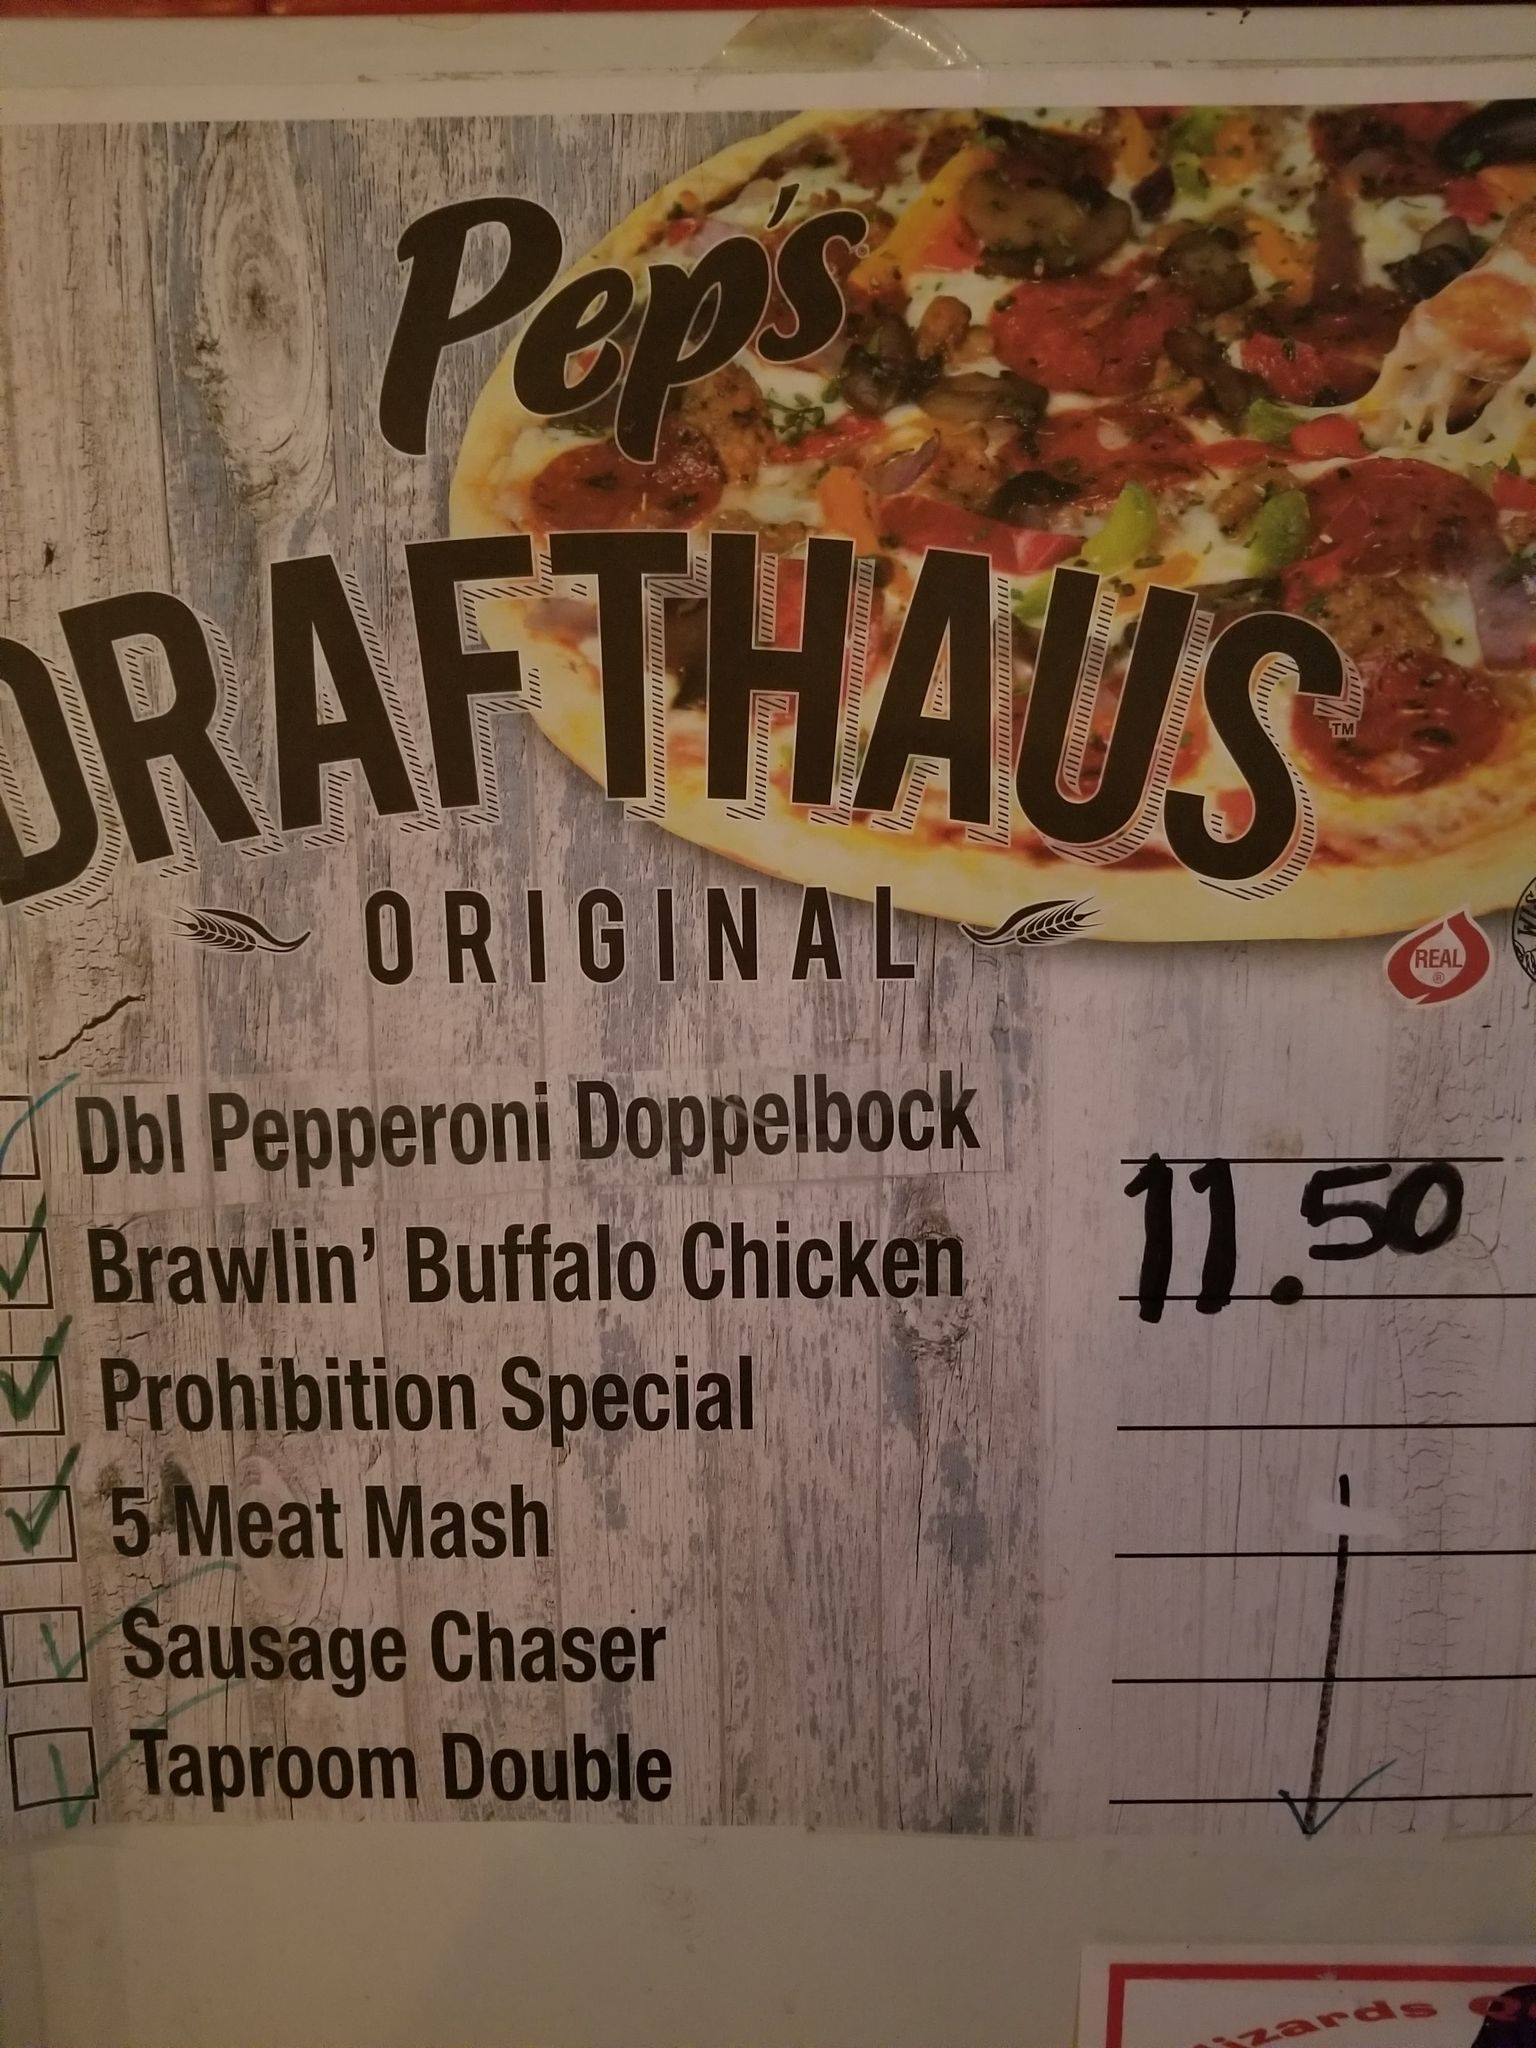 Pep's®
DRAFTHAUS™
ORIGINAL
REAL®
Dbl Pepperoni Doppelbock
Brawlin' Buffalo Chicken 11.50
Prohibition Special
5 Meat Mash
Sausage Chaser
Taproom Double